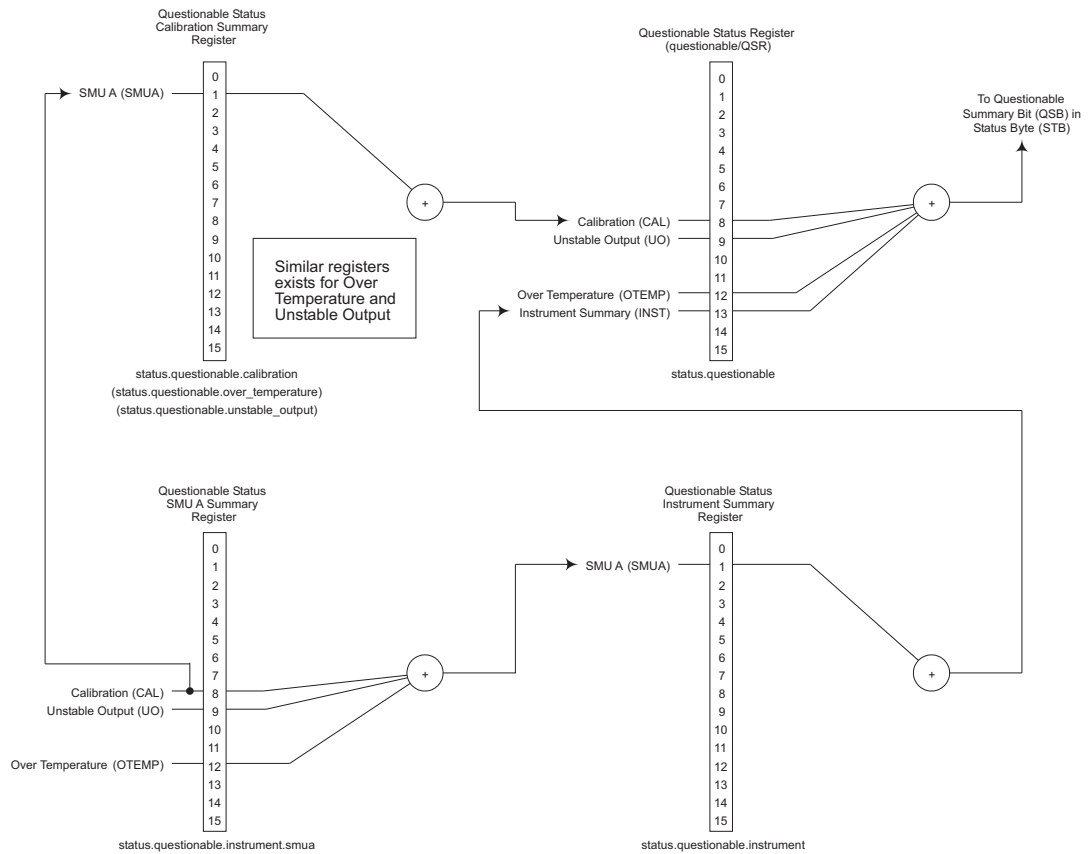 Questionable Status
Calibration Summary
Register
0
1
2
3
4
5
6
7
8
9
10
11
12
13
14
15
SMU A (SMUA)
+
Similar registers
exists for Over
Temperature and
Unstable Output
status.questionable.calibration
(status.questionable.over_temperature)
(status.questionable.unstable_output)
Questionable Status Register
(questionable/QSR)
0
1
2
3
4
5
6
7
8
9
10
11
12
13
14
15
Calibration (CAL)
Unstable Output (UO)
Over Temperature (OTEMP)
Instrument Summary (INST)
+
To Questionable
Summary Bit (QSB) in
Status Byte (STB)
status.questionable
Questionable Status
SMU A Summary
Register
0
1
2
3
4
5
6
7
8
9
10
11
12
13
14
15
Calibration (CAL)
Unstable Output (UO)
Over Temperature (OTEMP)
+
status.questionable.instrument.smua
Questionable Status
Instrument Summary
Register
0
1
2
3
4
5
6
7
8
9
10
11
12
13
14
15
SMU A (SMUA)
+
status.questionable.instrument